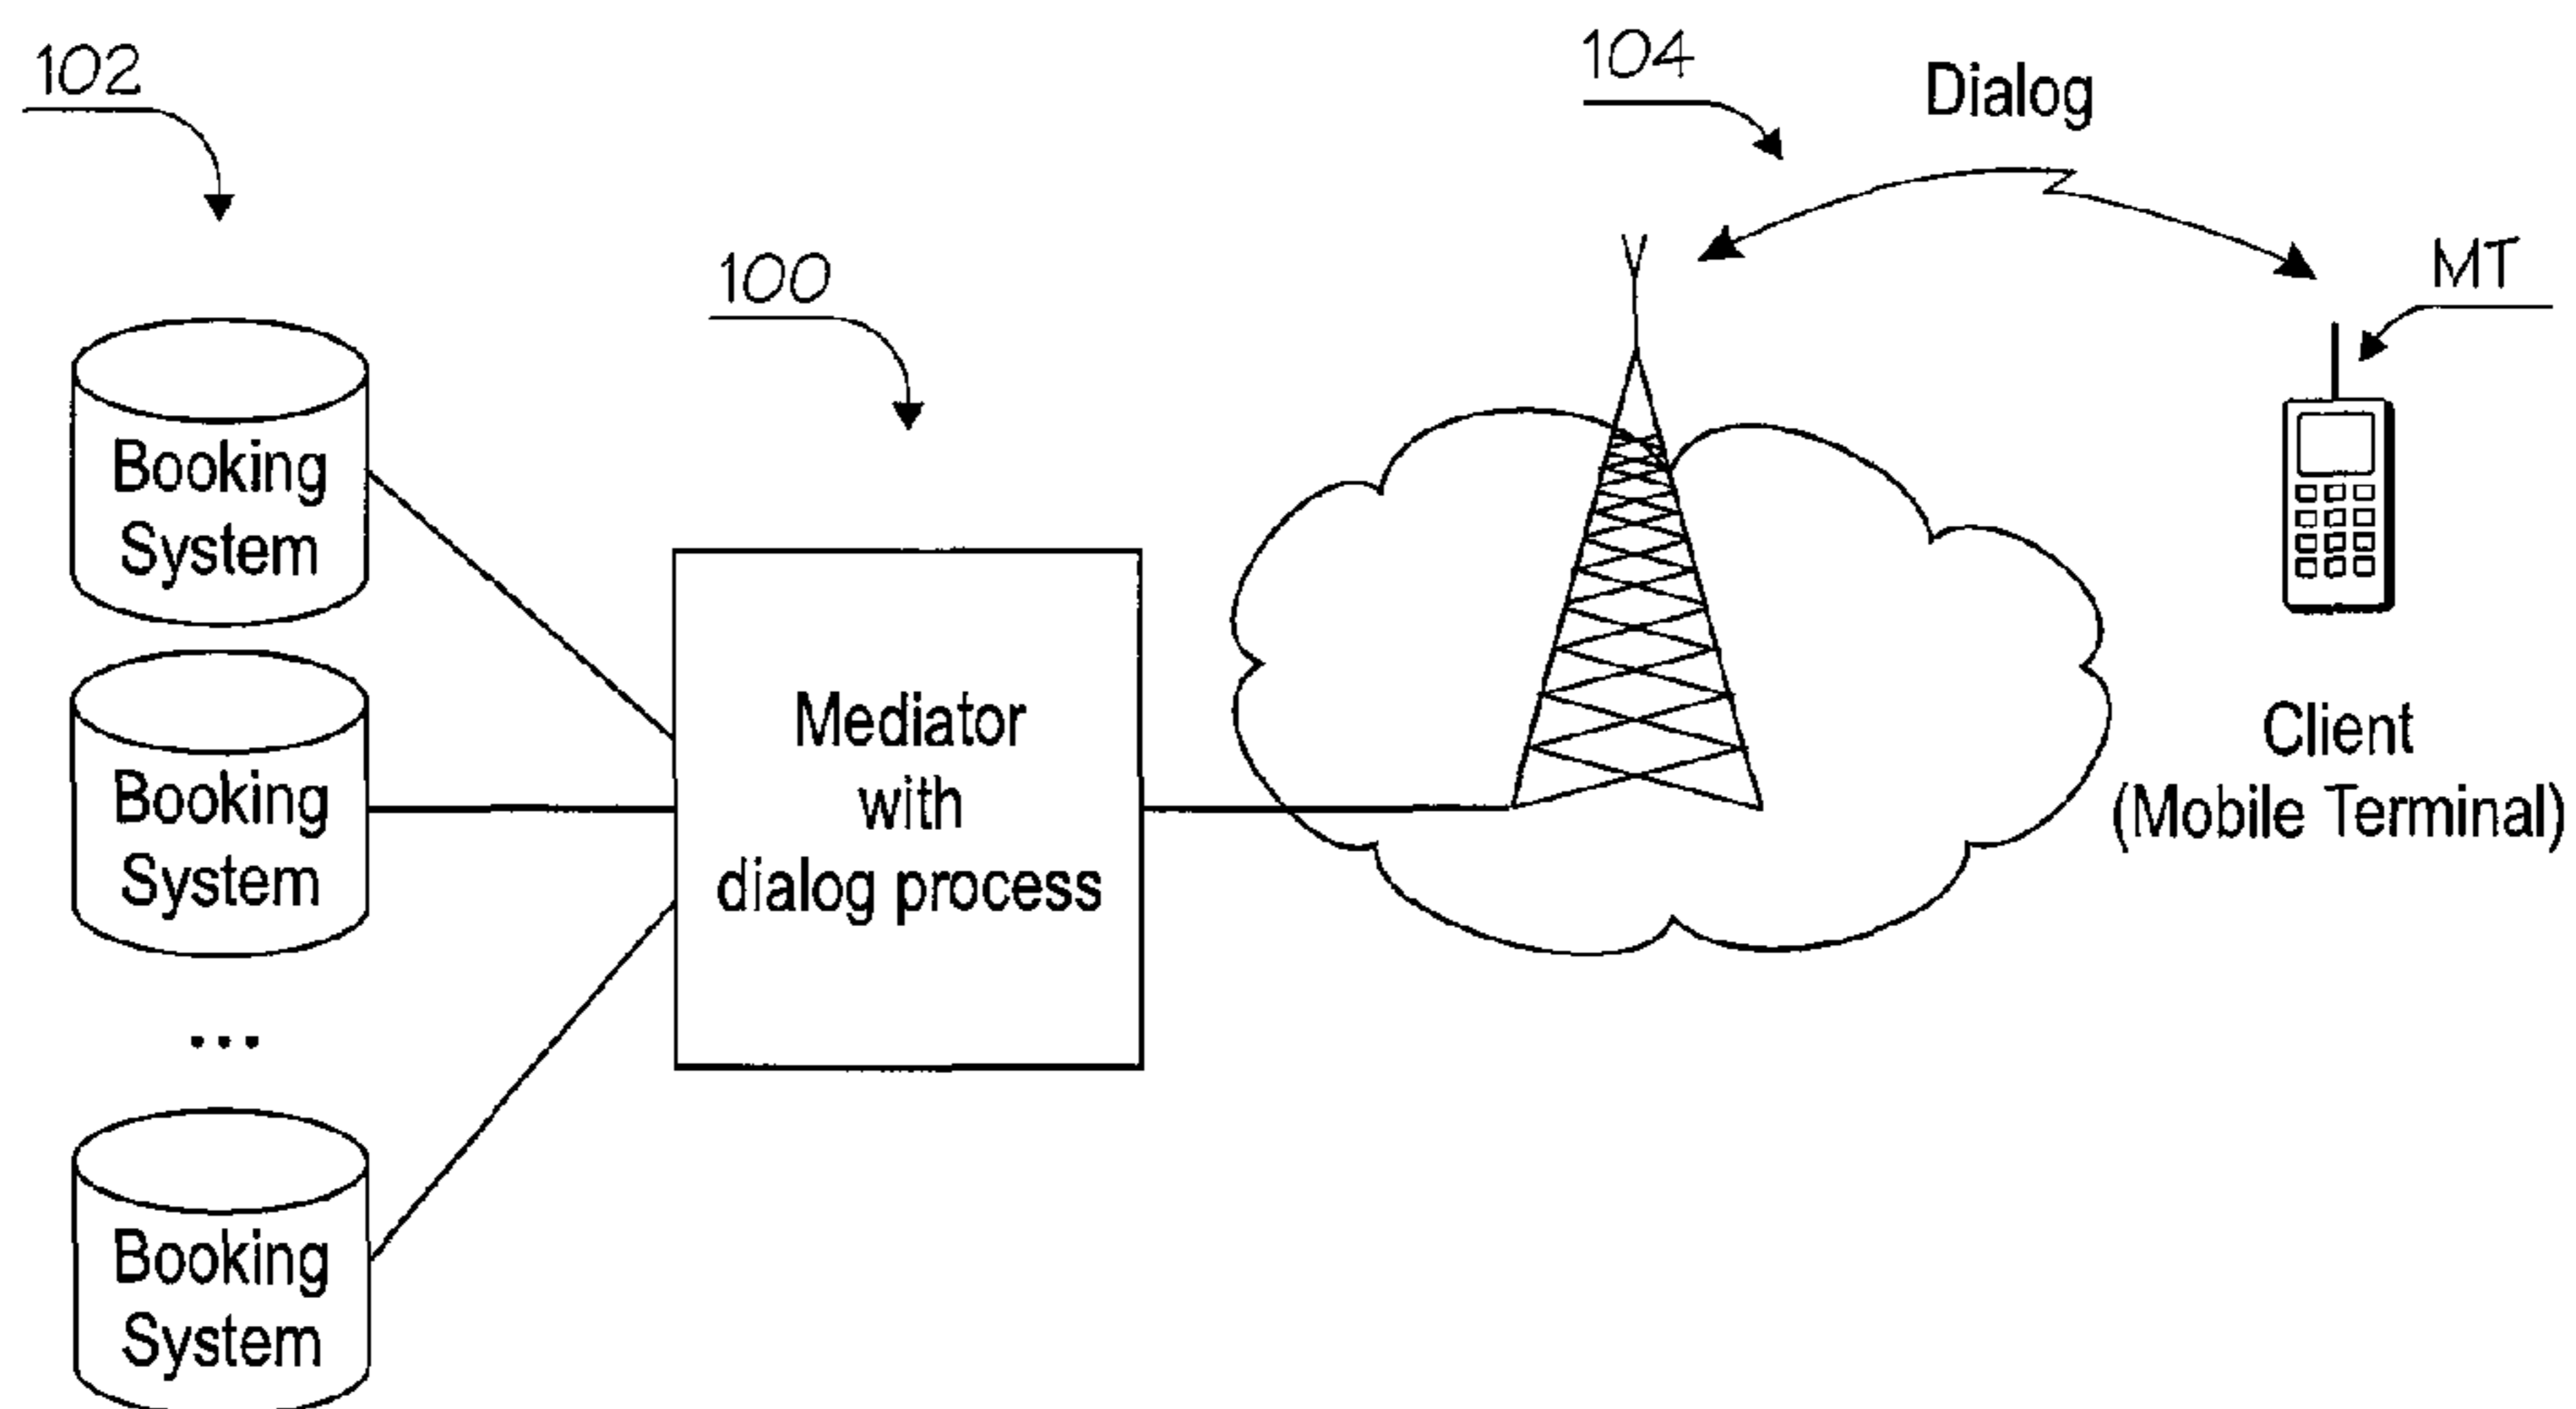 102
104
Dialog
100
MT
Booking
System
Mediator
with
dialog process
Client
(Mobile Terminal)
Booking
System
...
Booking
System